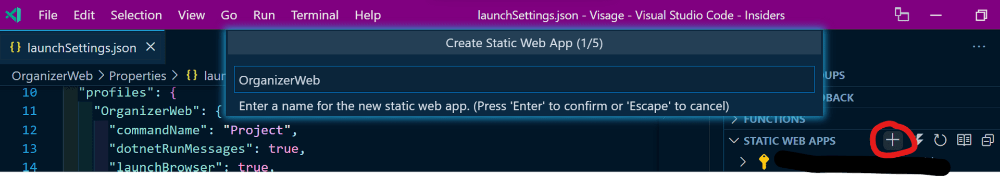 File Edit Selection View Go Run Terminal Help launchSettings.json - Visage - Visual Studio Code - Insiders
{} launchSettings.json ×
Create Static Web App (1/5)
OrganizerWeb > Properties > {}
OrganizerWeb
Enter a name for the new static web app. (Press 'Enter' to confirm or 'Escape' to cancel)
10 "profiles": {
11 "OrganizerWeb": {
12 "commandName": "Project",
13 "dotnetRunMessages": true,
14 "launchBrowser": true,
FUNCTIONS
STATIC WEB APPS